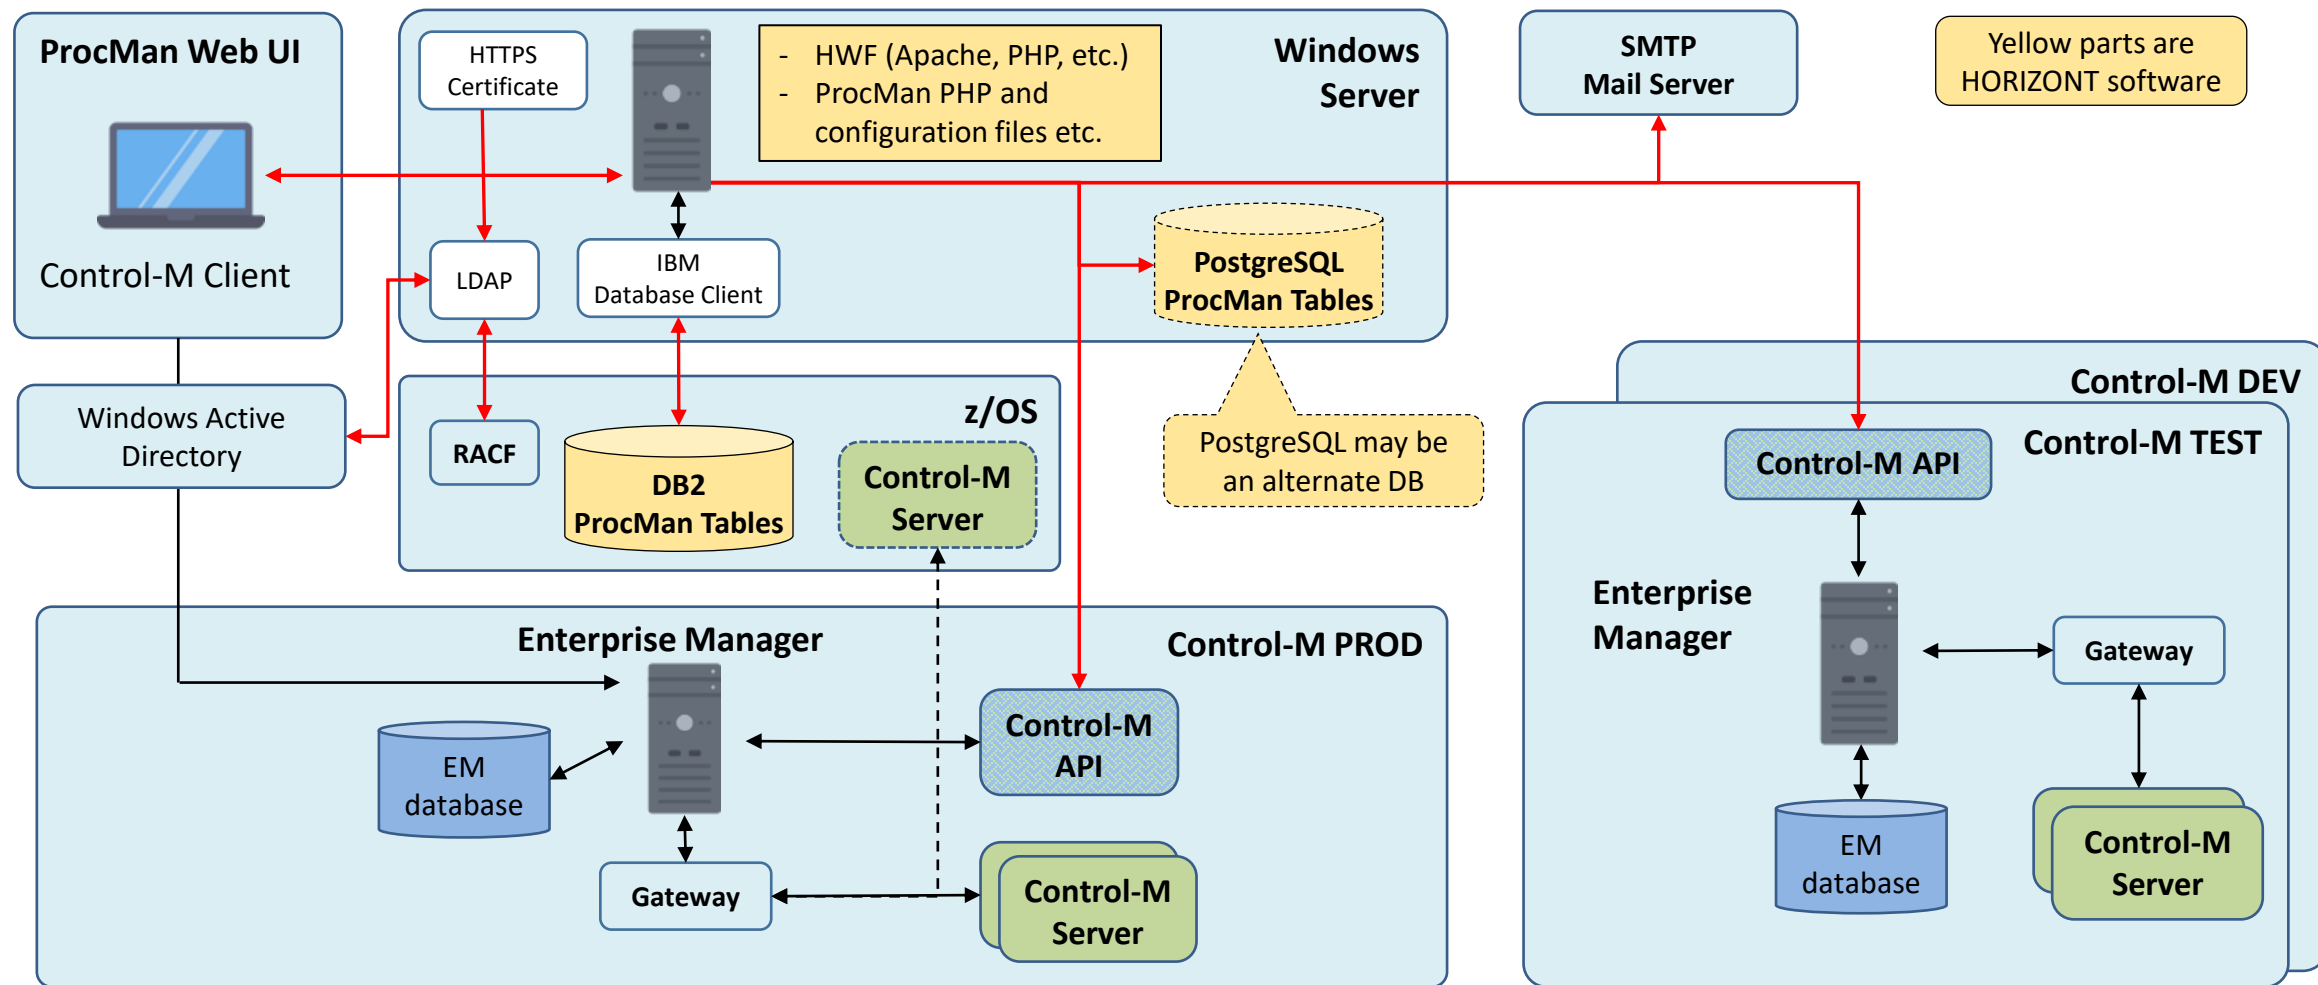 ProcMan Web UI
Control-M Client
HTTPS
Certificate
- HWF (Apache, PHP, etc.)
- ProcMan PHP and
configuration files etc.
Windows
Server
SMTP
Mail Server
Yellow parts are
HORIZONT software
LDAP
IBM
Database Client
PostgreSQL
ProcMan Tables
Windows Active
Directory
z/OS
RACF
DB2
ProcMan Tables
Control-M
Server
PostgreSQL may be
an alternate DB
Control-M DEV
Control-M TEST
Control-M API
Enterprise
Manager
Gateway
EM
database
Control-M
Server
Enterprise Manager
Control-M PROD
EM
database
Control-M
API
Gateway
Control-M
Server